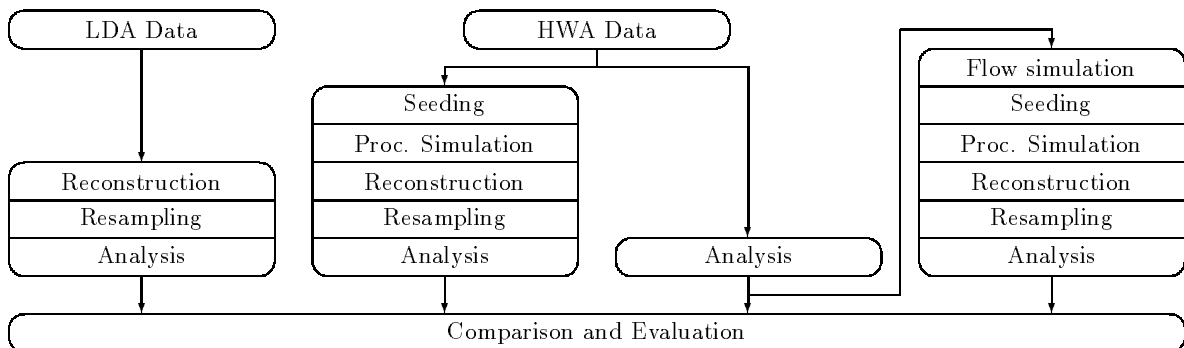 LDA Data
HWA Data
Flow simulation
Seeding
Seeding
Proc. Simulation
Proc. Simulation
Reconstruction
Reconstruction
Reconstruction
Resampling
Resampling
Resampling
Analysis
Analysis
Analysis
Analysis
Comparison and Evaluation